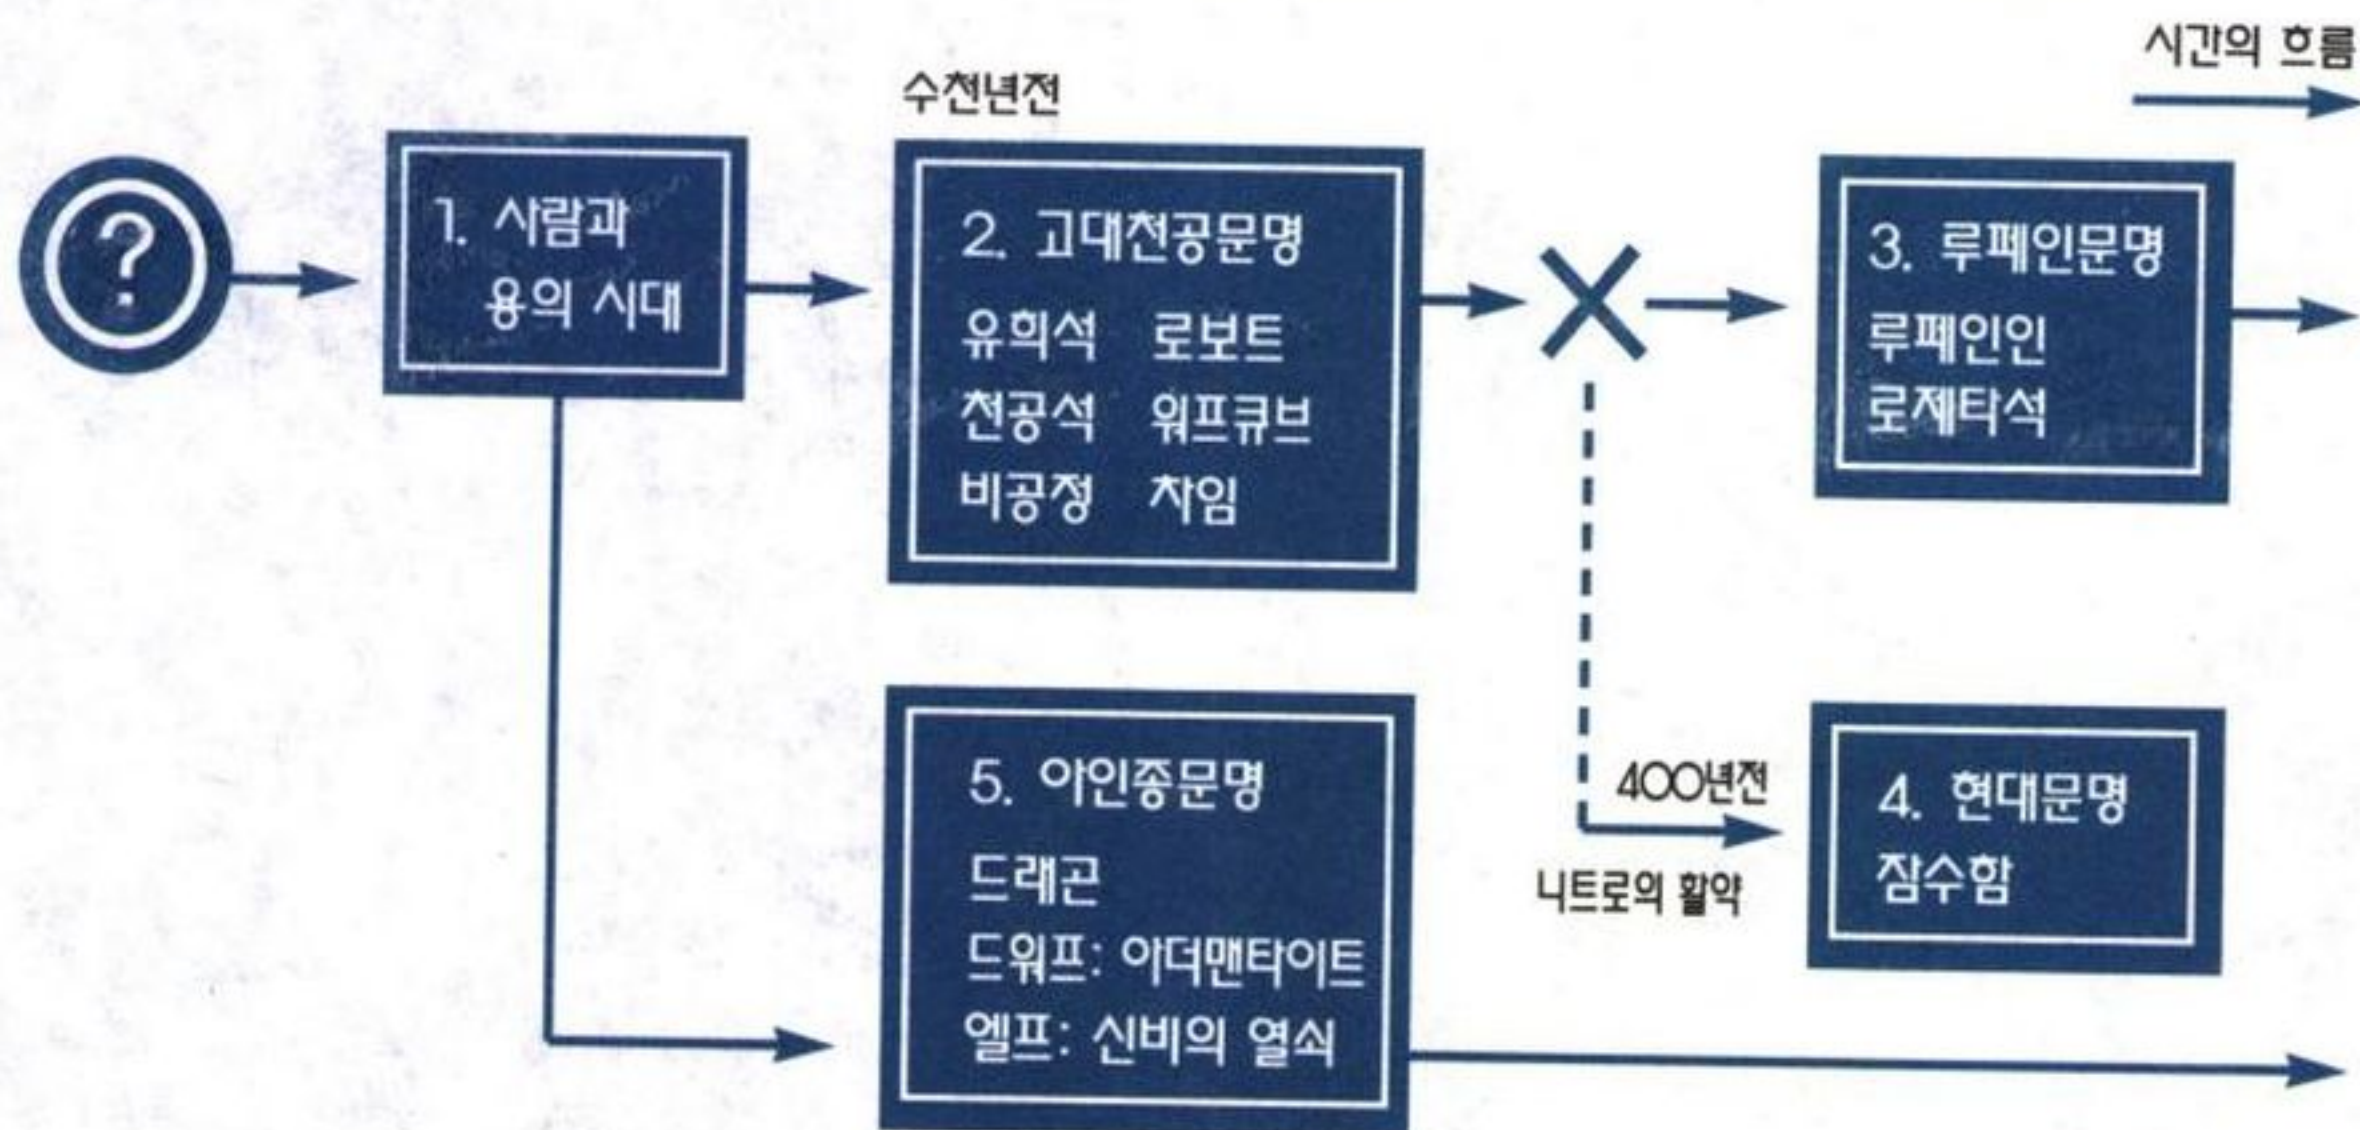 시간의 흐름
수천년전
?
1. 사람과
용의 시대
2. 고대천공문명
유희석 로보트
천공석 워프큐브
비공정 차임
3. 루페인문명
루페인인
로제타석
5. 아인종문명
드래곤
드워프: 아더맨타이트
엘프: 신비의 열쇠
400년전
니트로의 활약
4. 현대문명
잠수함